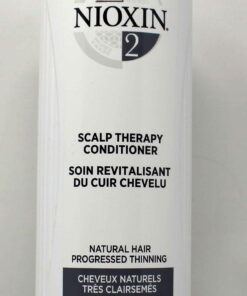 NIOXIN
2
SCALP THERAPY
CONDITIONER
SOIN REVITALISANT
DU CUIR CHEVELU
NATURAL HAIR
PROGRESSED THINNING
CHEVEUX NATURELS
TRÈS CLAIRSEMÉS